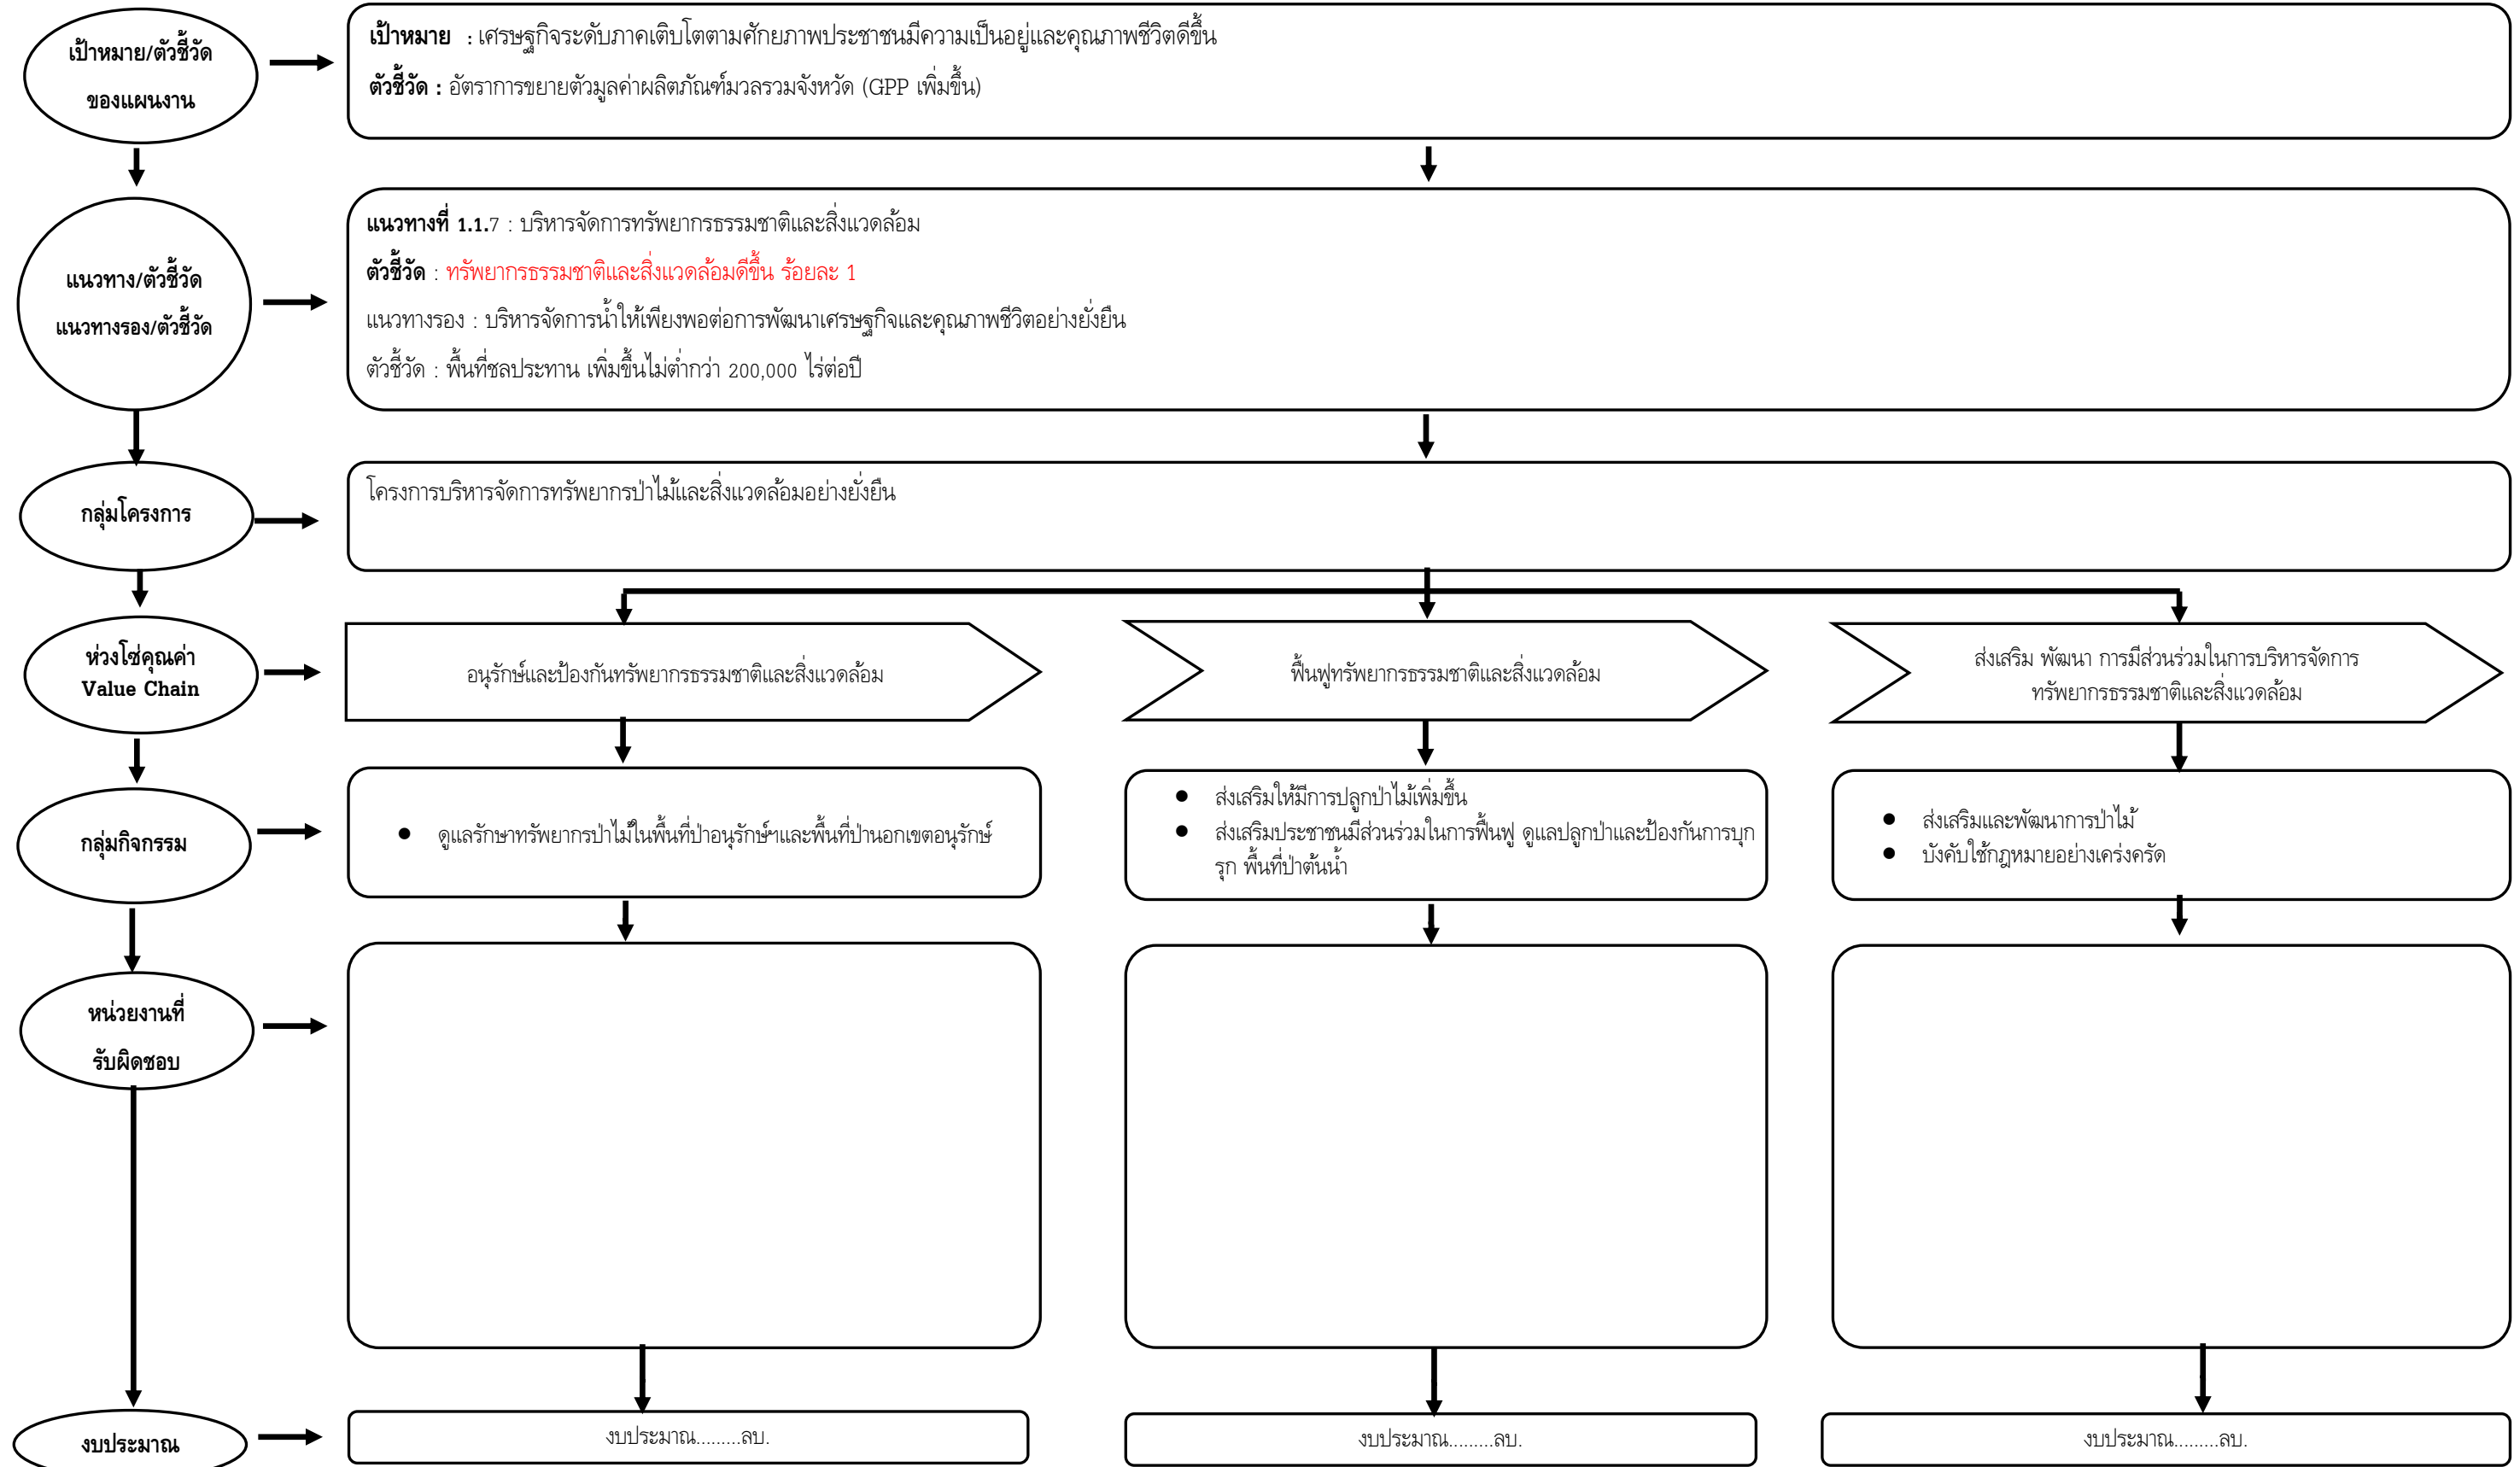 เป้าหมาย/ตัวชี้วัด
ของแผนงาน
เป้าหมาย : เศรษฐกิจระดับภาคเติบโตตามศักยภาพประชาชนมีความเป็นอยู่และคุณภาพชีวิตดีขึ้น
ตัวชี้วัด : อัตราการขยายตัวมูลค่าผลิตภัณฑ์มวลรวมจังหวัด (GPP เพิ่มขึ้น)
แนวทาง/ตัวชี้วัด
แนวทางรอง/ตัวชี้วัด
แนวทางที่ 1.1.7 : บริหารจัดการทรัพยากรธรรมชาติและสิ่งแวดล้อม
ตัวชี้วัด : ทรัพยากรธรรมชาติและสิ่งแวดล้อมดีขึ้น ร้อยละ 1
แนวทางรอง : บริหารจัดการน้ำให้เพียงพอต่อการพัฒนาเศรษฐกิจและคุณภาพชีวิตอย่างยั่งยืน
ตัวชี้วัด : พื้นที่ชลประทาน เพิ่มขึ้นไม่ต่ำกว่า 200,000 ไร่ต่อปี
กลุ่มโครงการ
โครงการบริหารจัดการทรัพยากรป่าไม้และสิ่งแวดล้อมอย่างยั่งยืน
ห่วงโซ่คุณค่า
Value Chain
อนุรักษ์และป้องกันทรัพยากรธรรมชาติและสิ่งแวดล้อม
ฟื้นฟูทรัพยากรธรรมชาติและสิ่งแวดล้อม
ส่งเสริม พัฒนา การมีส่วนร่วมในการบริหารจัดการ
ทรัพยากรธรรมชาติและสิ่งแวดล้อม
กลุ่มกิจกรรม
● ดูแลรักษาทรัพยากรป่าไม้ในพื้นที่ป่าอนุรักษ์ฯและพื้นที่ป่านอกเขตอนุรักษ์
● ส่งเสริมให้มีการปลูกป่าไม้เพิ่มขึ้น
● ส่งเสริมประชาชนมีส่วนร่วมในการฟื้นฟู ดูแลปลูกป่าและป้องกันการบุก
รุก พื้นที่ป่าต้นน้ำ
● ส่งเสริมและพัฒนาการป่าไม้
● บังคับใช้กฎหมายอย่างเคร่งครัด
หน่วยงานที่
รับผิดชอบ
งบประมาณ
งบประมาณ.........ลบ.
งบประมาณ.........ลบ.
งบประมาณ.........ลบ.